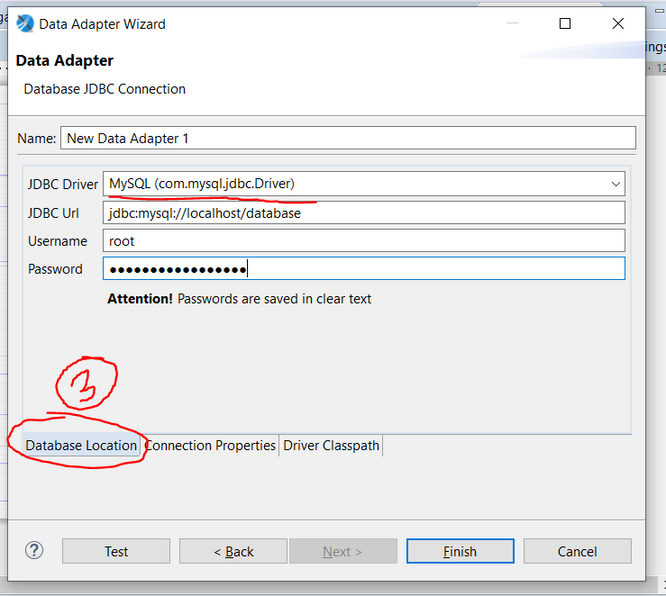 Data Adapter Wizard
Data Adapter
Database JDBC Connection
ings
12
Name: New Data Adapter 1
JDBC Driver MySQL (com.mysql.jdbc.Driver)
JDBC Url jdbc:mysql://localhost/database
Username root
Password ●●●●●●●●●●●●●●●●●
Attention! Passwords are saved in clear text
3
Database Location Connection Properties Driver Classpath
? Test < Back Next > Finish Cancel